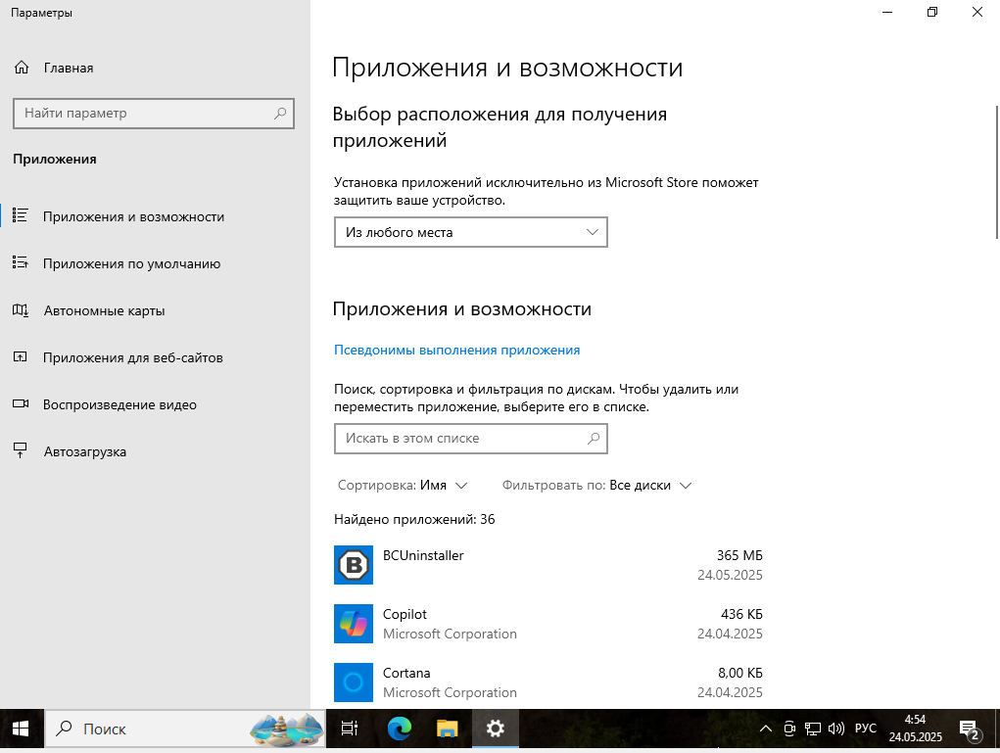 Параметры
Главная
Найти параметр
Приложения
Приложения и возможности
Приложения по умолчанию
Автономные карты
Приложения для веб-сайтов
Воспроизведение видео
Автозагрузка
Приложения и возможности
Выбор расположения для получения
приложений
Установка приложений исключительно из Microsoft Store поможет
защитить ваше устройство.
Из любого места
Приложения и возможности
Псевдонимы выполнения приложения
Поиск, сортировка и фильтрация по дискам. Чтобы удалить или
переместить приложение, выберите его в списке.
Искать в этом списке
Сортировка: Имя Фильтровать по: Все диски
Найдено приложений: 36
B
BCUninstaller 365 МБ
24.05.2025
Copilot 436 КБ
Microsoft Corporation 24.04.2025
Cortana 8,00 КБ
Microsoft Corporation 24.04.2025
Поиск
РУС
4:54
24.05.2025
2